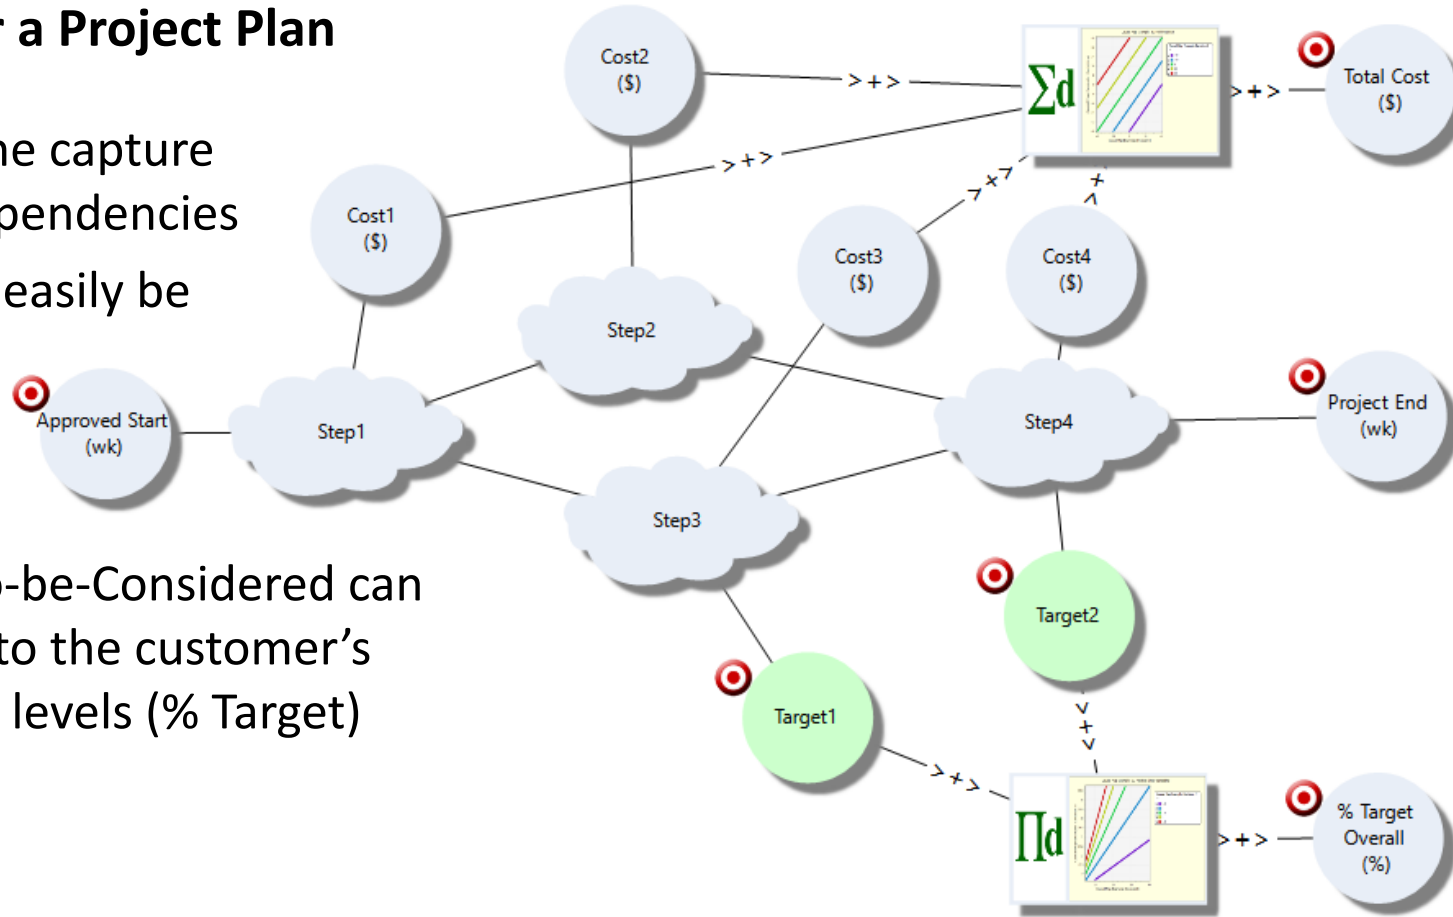 r a Project Plan
ne capture
pendencies
easily be
o-be-Considered can
to the customer's
levels (% Target)
Cost2
($)
>+>
Σd
>+>
Total Cost
($)
>+>
>+>
>+
Cost1
($)
Cost3
($)
Cost4
($)
Step2
Approved Start
(wk)
Step1
Step4
Project End
(wk)
Step3
Target2
Target1
>+>
>+>
∏d
>+>
% Target
Overall
(%)